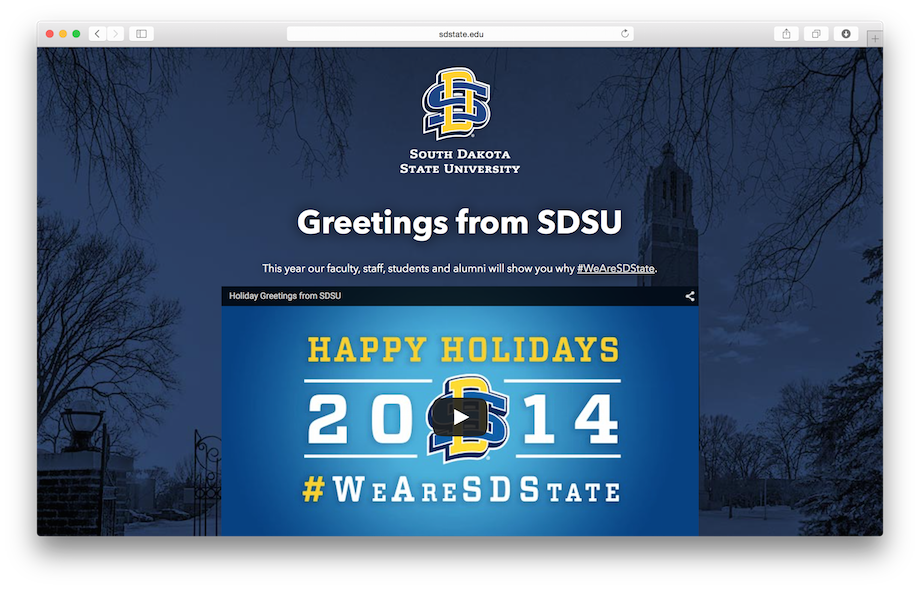 sdstate.edu
SOUTH DAKOTA
STATE UNIVERSITY
Greetings from SDSU
This year our faculty, staff, students and alumni will show you why #WeAreSDState.
Holiday Greetings from SDSU
HAPPY HOLIDAYS
20 14
#WEARESDSTATE